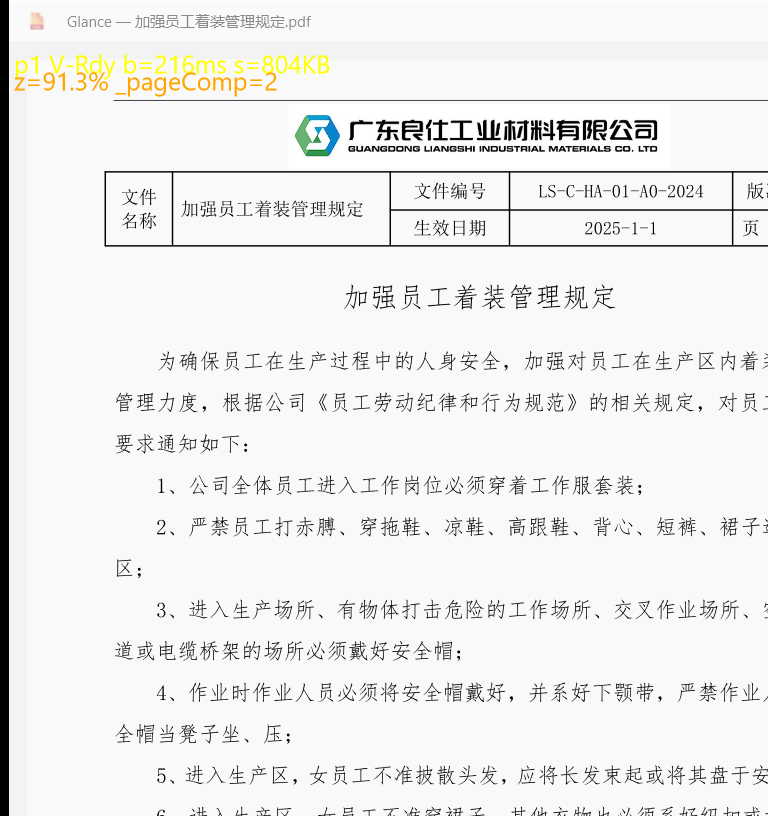 Glance — 加强员工着装管理规定.pdf
p1 V-Rdy b=216ms s=804KB
z=91.3% _pageComp=2
广东良仕工业材料有限公司
GUANGDONG LIANGSHI INDUSTRIAL MATERIALS CO. LTD
文件名称 加强员工着装管理规定 文件编号 LS-C-HA-01-A0-2024
生效日期 2025-1-1 页
加强员工着装管理规定
为确保员工在生产过程中的人身安全，加强对员工在生产区内着
管理力度，根据公司《员工劳动纪律和行为规范》的相关规定，对员
要求通知如下：
1、公司全体员工进入工作岗位必须穿着工作服套装；
2、严禁员工打赤膊、穿拖鞋、凉鞋、高跟鞋、背心、短裤、裙子
区；
3、进入生产场所、有物体打击危险的工作场所、交叉作业场所、
道或电缆桥架的场所必须戴好安全帽；
4、作业时作业人员必须将安全帽戴好，并系好下颚带，严禁作业
全帽当凳子坐、压；
5、进入生产区，女员工不准披散头发，应将长发束起或将其盘于安